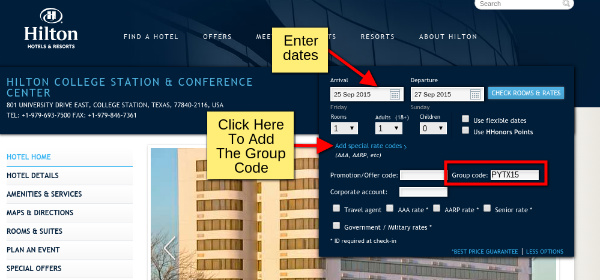 Search
Hilton
HOTELS & RESORTS
FIND A HOTEL OFFERS RESORTS ABOUT HILTON
Enter
dates
HILTON COLLEGE STATION & CONFERENCE
CENTER
801 UNIVERSITY DRIVE EAST, COLLEGE STATION, TEXAS, 77840-2116, USA
TEL: +1-979-693-7500 FAX: +1-979-846-7361
Arrival Departure
25 Sep 2015 27 Sep 2015 CHECK ROOMS & RATES
Friday Sunday
Rooms Adults (18+) Children
1 1 0
Use flexible dates
Use HHonors Points
Click Here
To Add
The Group
Code
Add special rate codes
(AAA, AARP, etc)
Promotion/Offer code: Group code: PYTX15
Corporate account:
Travel agent AAA rate * AARP rate * Senior rate *
Government / Military rates *
* ID required at check-in
*BEST PRICE GUARANTEE | LESS OPTIONS
HOTEL HOME
HOTEL DETAILS
AMENITIES & SERVICES
MAPS & DIRECTIONS
ROOMS & SUITES
PLAN AN EVENT
SPECIAL OFFERS